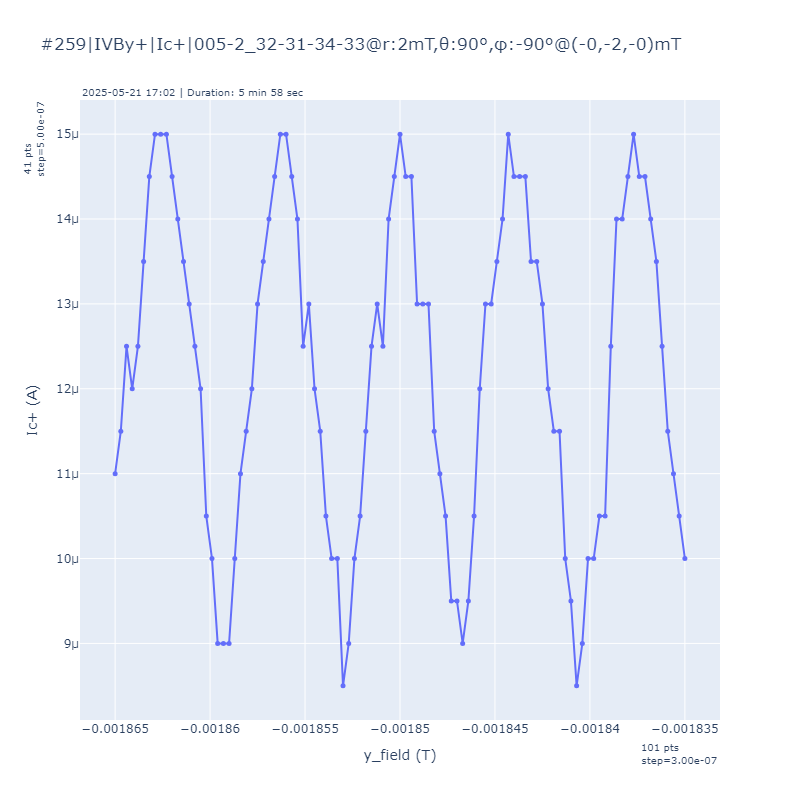 #259|IVBy+|Ic+|005-2_32-31-34-33@r:2mT,θ:90º,φ:-90º@(-0,-2,-0)mT
2025-05-21 17:02 | Duration: 5 min 58 sec
41 pts
step=5.00e-07
15µ
14µ
13µ
12µ
11µ
10µ
9µ
Ic+ (A)
−0.001865
−0.00186
−0.001855
−0.00185
−0.001845
−0.00184
−0.001835
y_field (T)
101 pts
step=3.00e-07